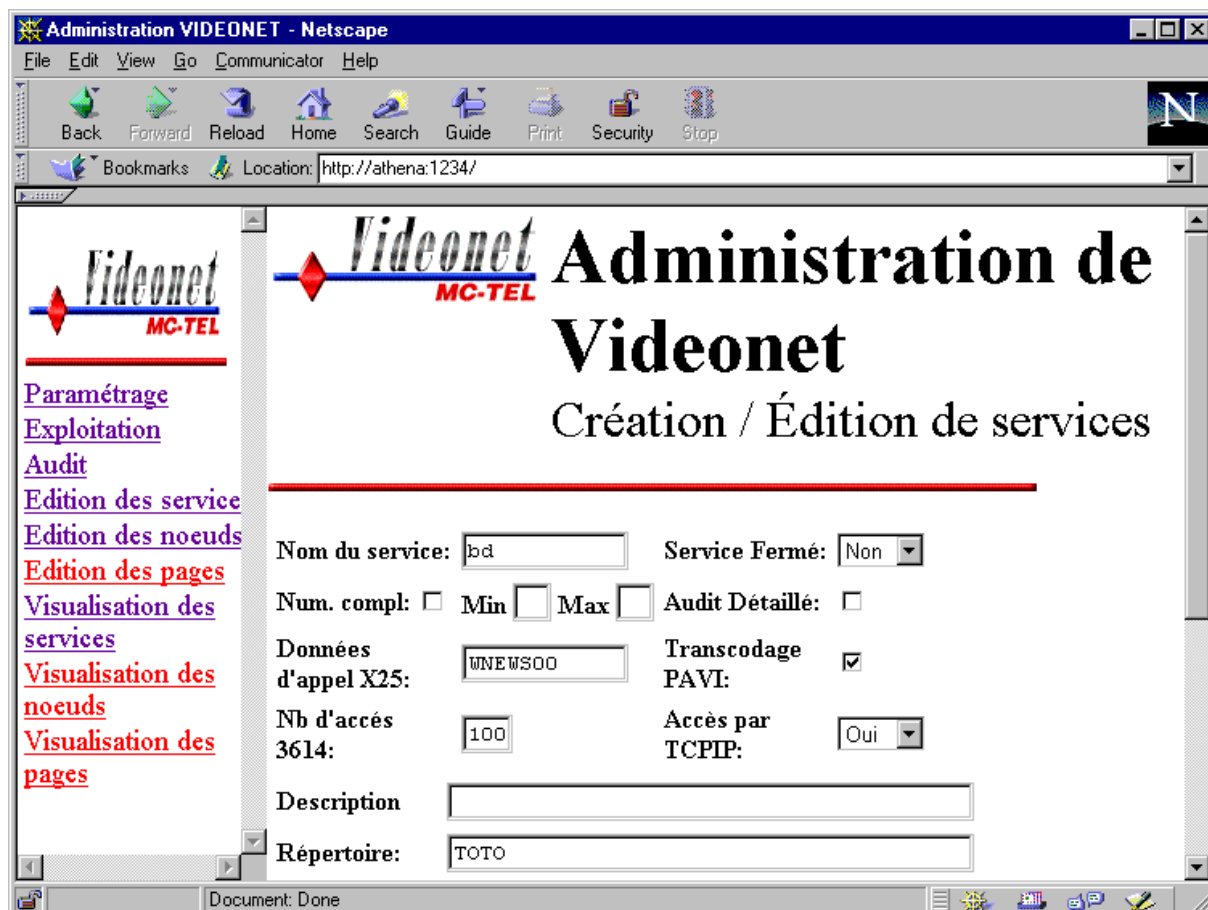 Administration VIDEONET - Netscape
File Edit View Go Communicator Help
Back Forward Reload Home Search Guide Print Security Stop
N
Bookmarks Location: http://athena:1234/
Videonet
MC-TEL
Paramétrage
Exploitation
Audit
Edition des service
Edition des noeuds
Edition des pages
Visualisation des
services
Visualisation des
noeuds
Visualisation des
pages
Videonet
MC-TEL
Administration de
Videonet
Création / Édition de services
Nom du service: bd Service Fermé: Non
Num. compl: Min Max Audit Détaillé:
Données
d'appel X25: WNEWS00
Transcodage
PAVI:
Nb d'accés
3614: 100
Accès par
TCPIP: Oui
Description
Répertoire: TOTO
Document: Done